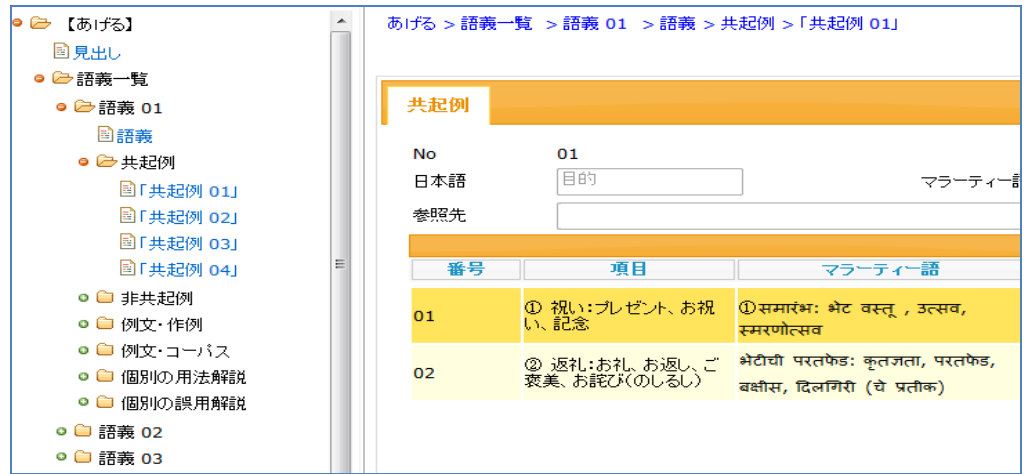 【あげる】
見出し
語義一覧
語義 01
語義
共起例
「共起例 01」
「共起例 02」
「共起例 03」
「共起例 04」
非共起例
例文・作例
例文・コーパス
個別の用法解説
個別の誤用解説
語義 02
語義 03
あげる > 語義一覧 > 語義 01 > 語義 > 共起例 > 「共起例 01」
共起例
No 01
日本語 目的 マラーティー語
参照先
番号 項目 マラーティー語
01 ① 祝い:プレゼント、お祝 ①समारंभ: भेट वस्तू , उत्सव,
い、記念 स्मरणोत्सव
02 ② 返礼:お礼、お返し、ご भेटीची परतफेड: कृतज्ञता, परतफेड,
褒美、お詫び(のしるし) बक्षीस, दिलगिरी (चे प्रतीक)